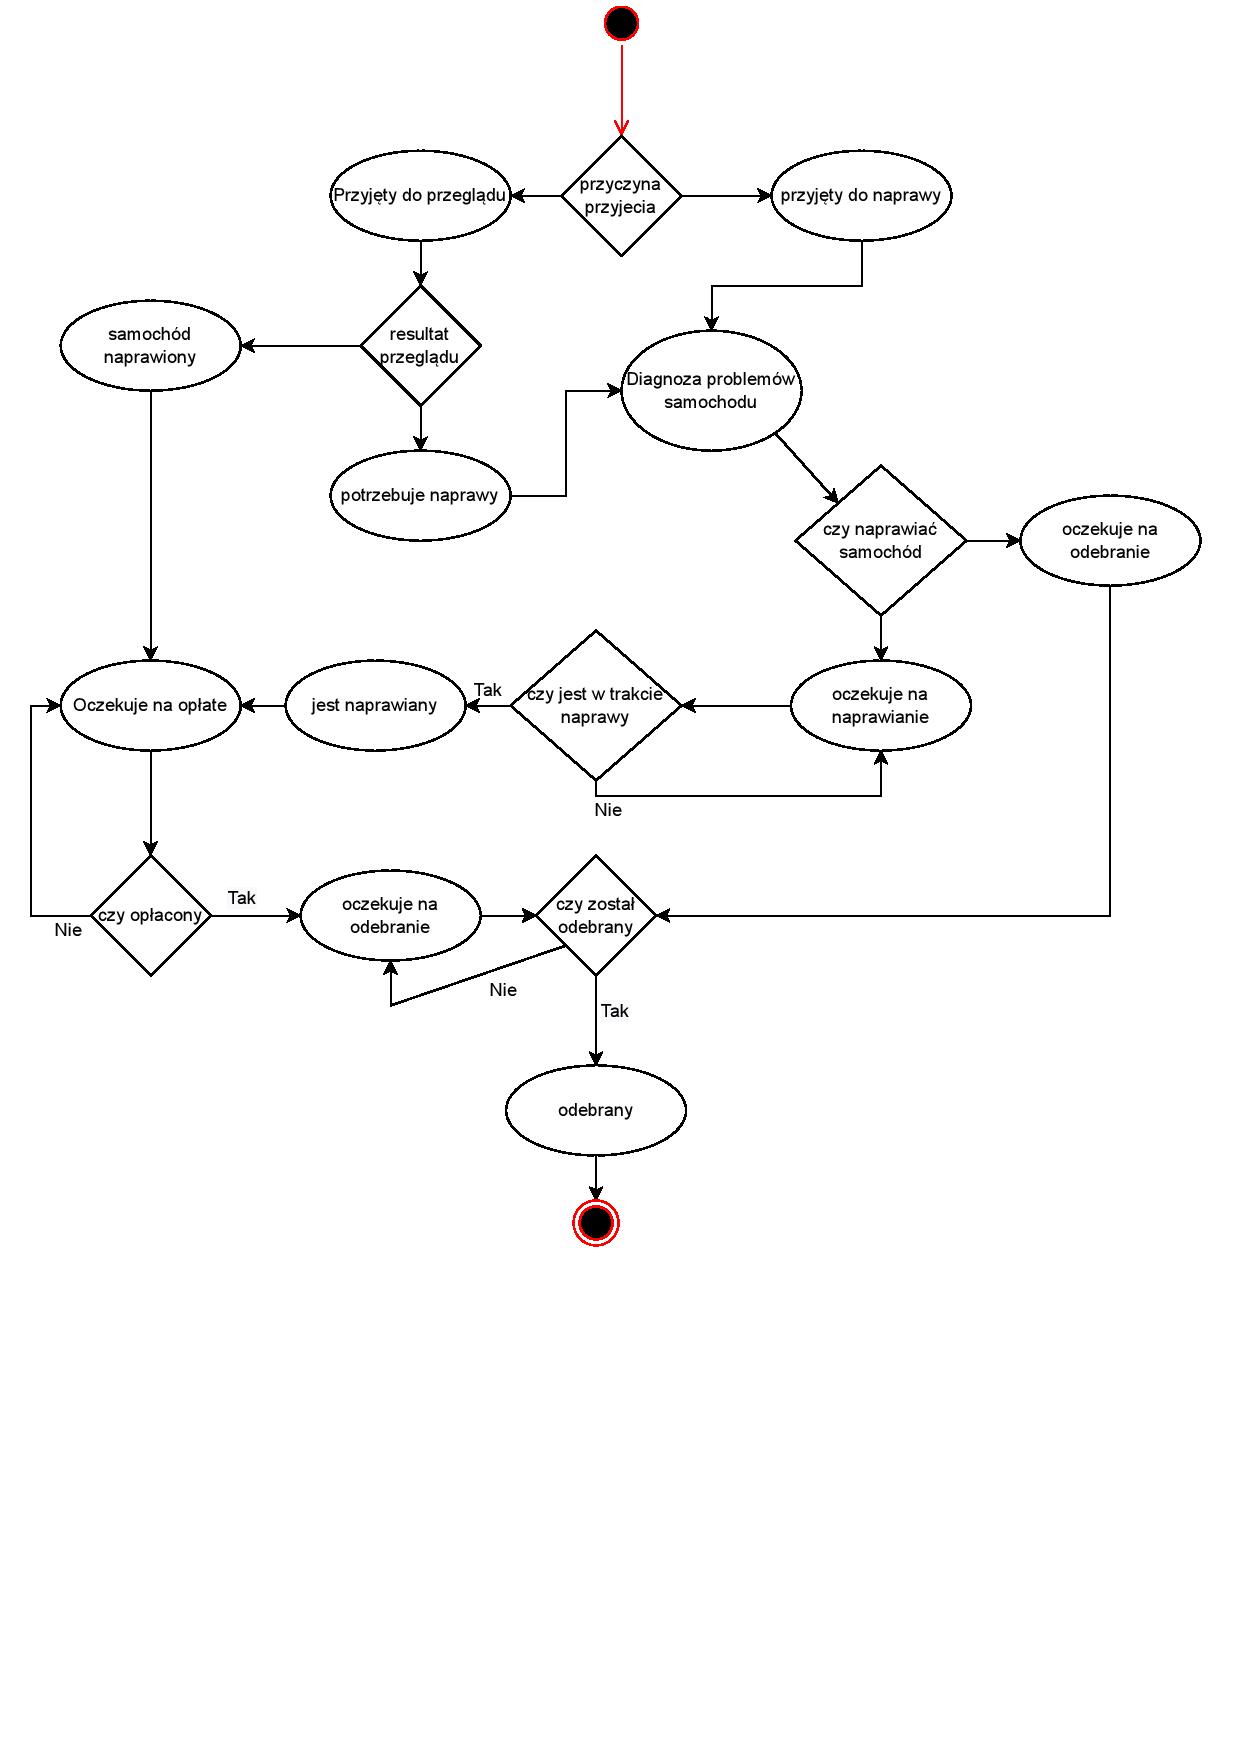 przyczyna
przyjecia
Przyjęty do przeglądu
przyjęty do naprawy
samochód
naprawiony
resultat
przeglądu
Diagnoza problemów
samochodu
potrzebuje naprawy
czy naprawiać
samochód
oczekuje na
odebranie
Oczekuje na opłate
jest naprawiany
Tak
czy jest w trakcie
naprawy
oczekuje na
naprawianie
Nie
czy opłacony
Tak
Nie
oczekuje na
odebranie
czy został
odebrany
Nie
Tak
odebrany